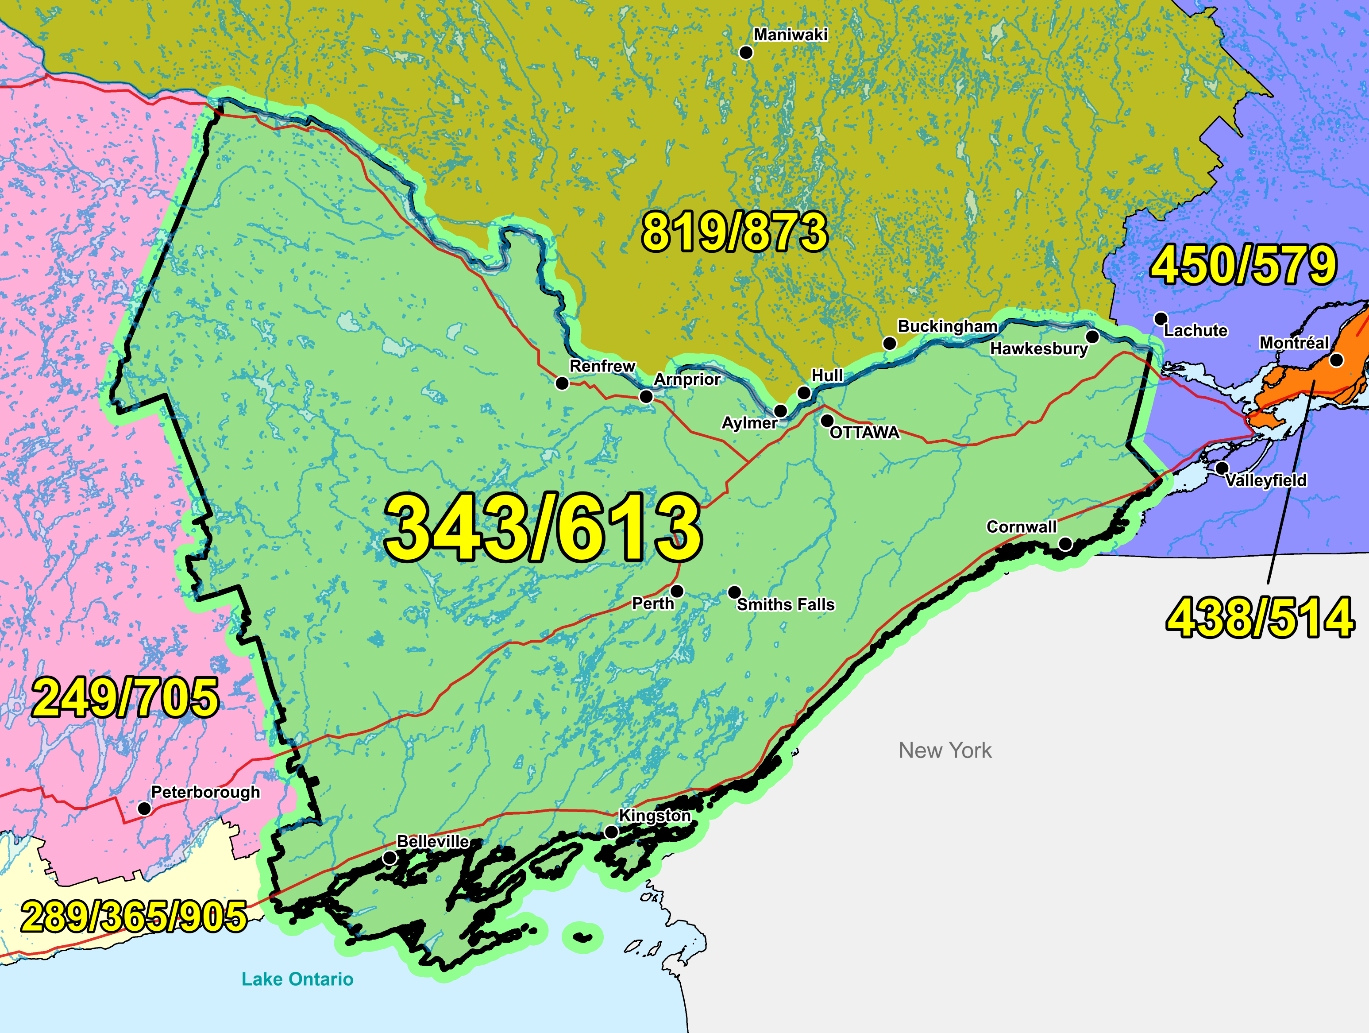 Maniwaki
819/873
450/579
Buckingham
Lachute
Hawkesbury
Montréal
Renfrew
Arnprior
Hull
Aylmer
OTTAWA
Valleyfield
343/613
Cornwall
Perth
Smiths Falls
438/514
249/705
New York
Peterborough
Kingston
Belleville
289/365/905
Lake Ontario